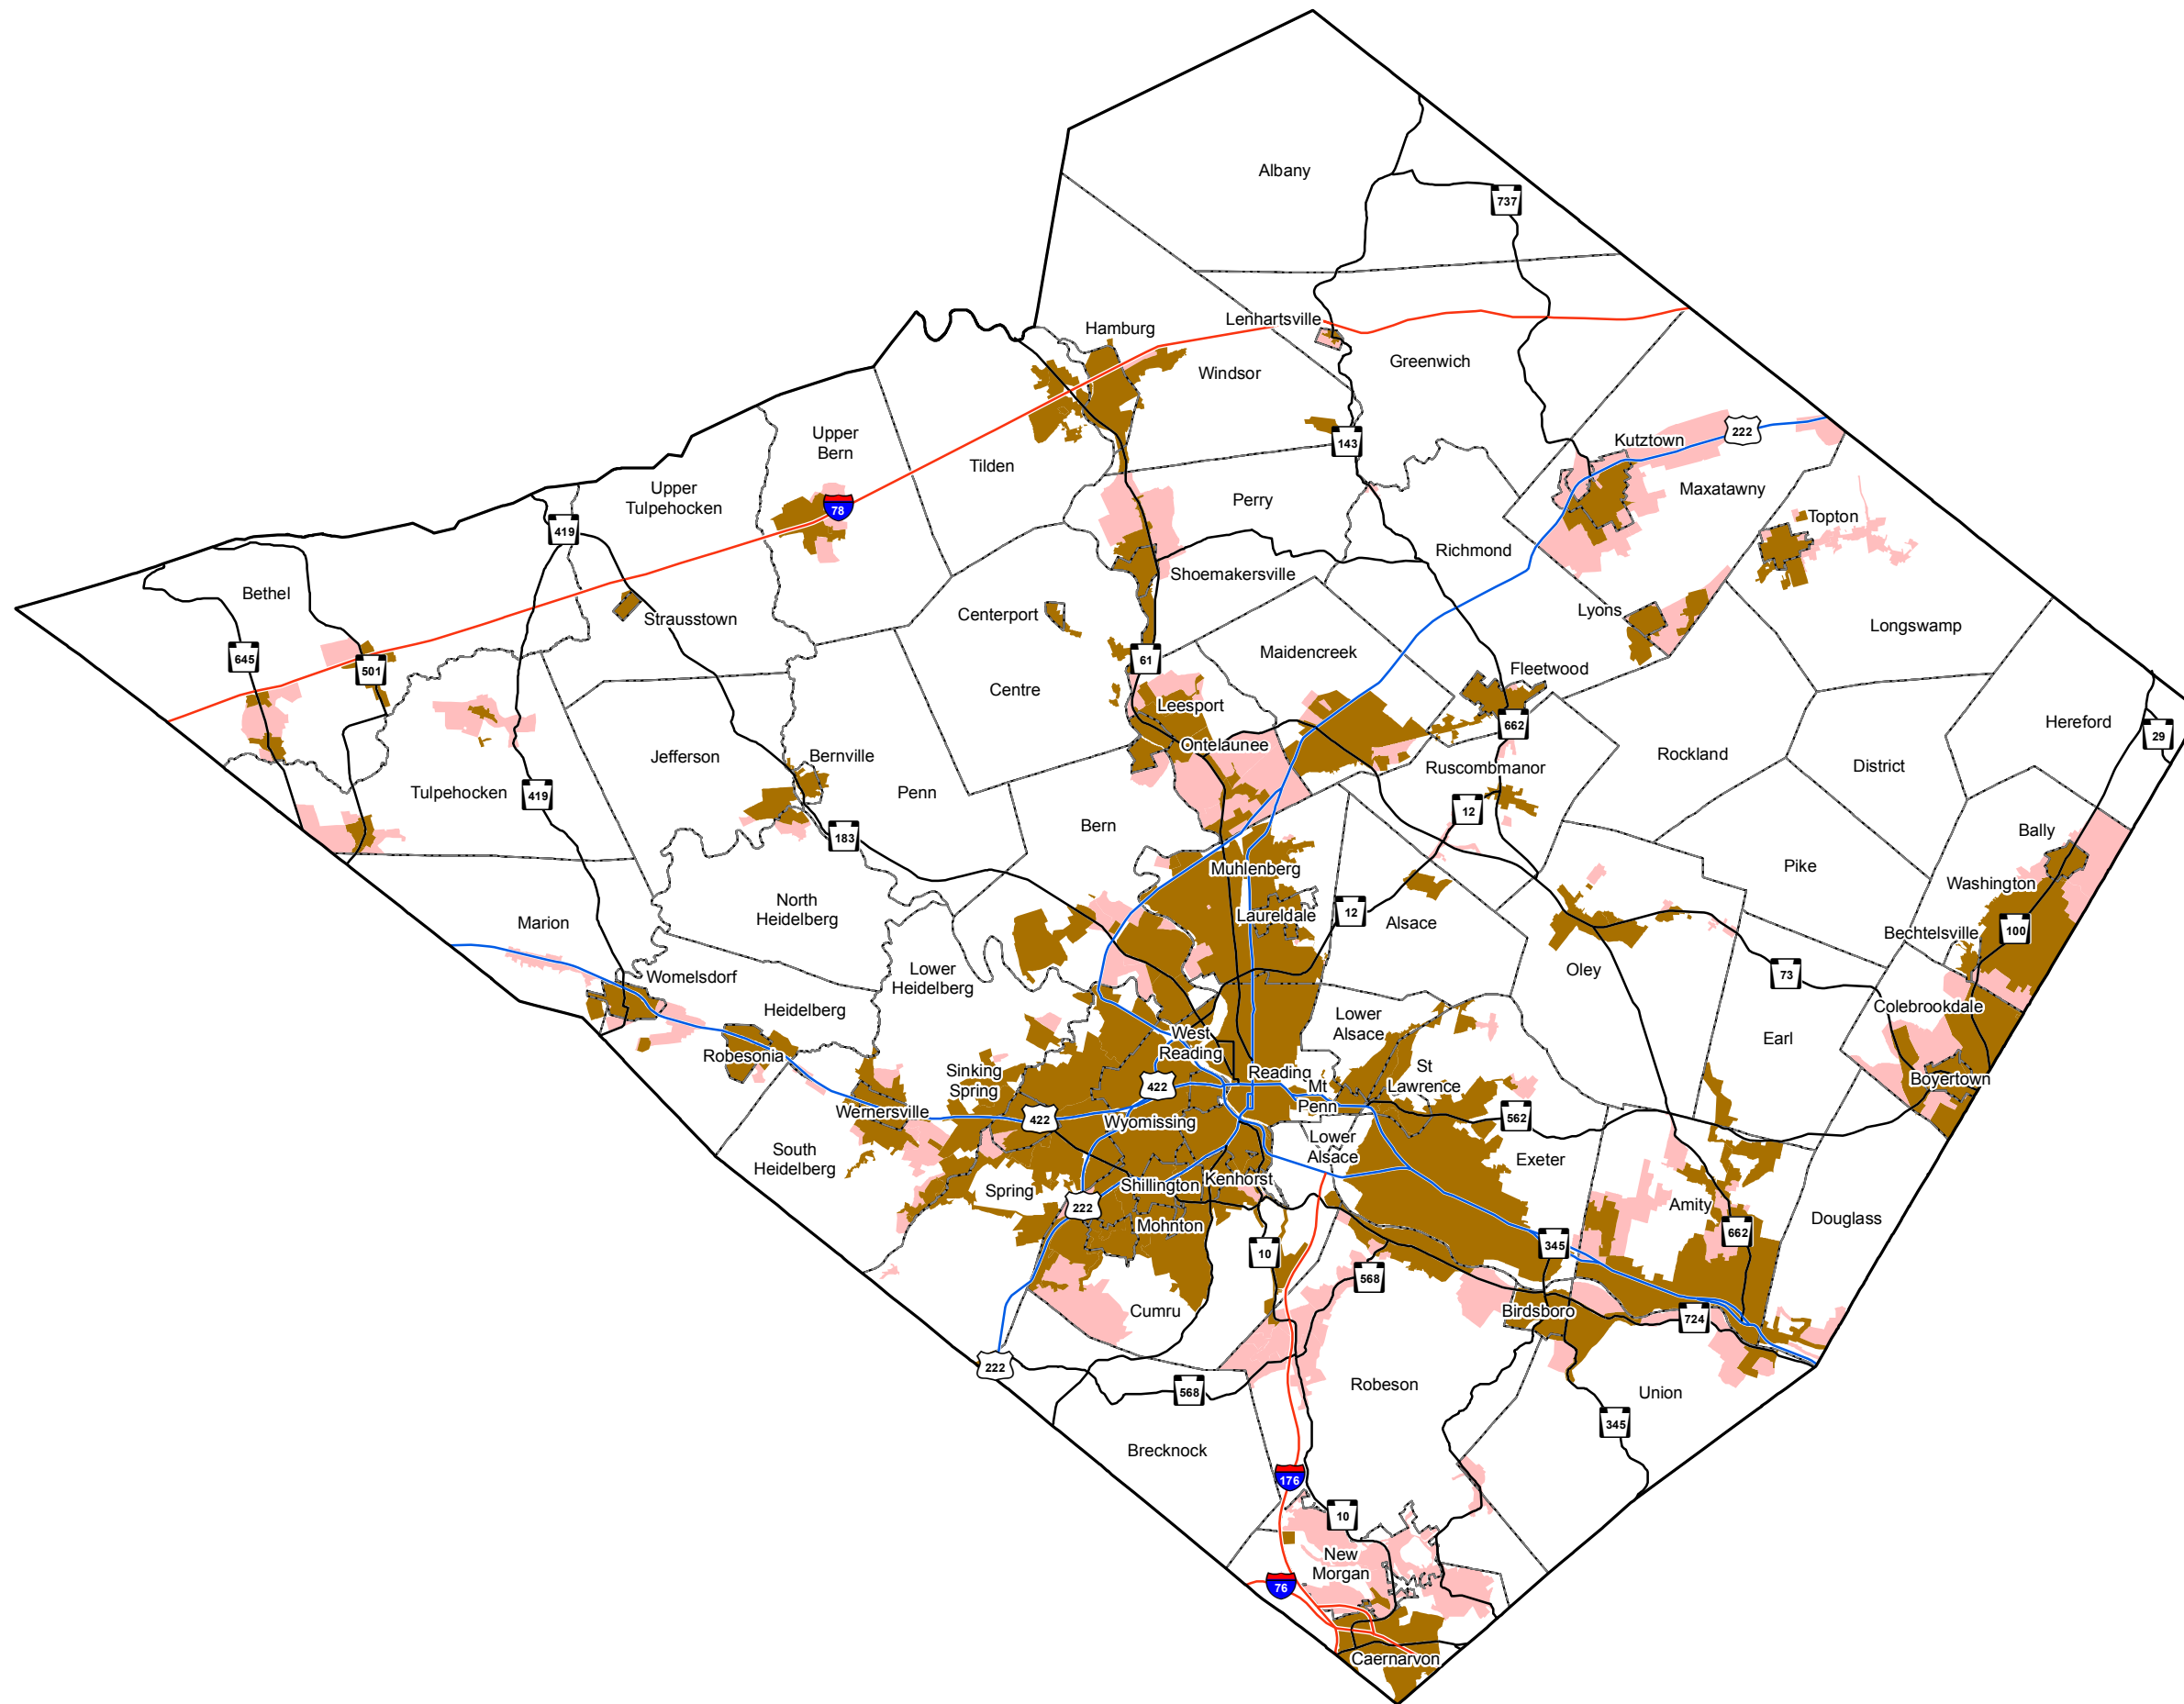 Albany
737
Hamburg
Lenhartsville
Windsor
Greenwich
Upper
Bern
Tilden
143
Kutztown
222
Maxatawny
Upper
Tulpehocken
78
419
Perry
Topton
Richmond
Bethel
Shoemakersville
Strausstown
Centerport
Lyons
Longswamp
645
501
61
Maidencreek
Fleetwood
Centre
Leesport
662
Hereford
29
Jefferson
Bernville
Ontelaunee
Ruscombmanor
Rockland
District
Tulpehocken
419
Penn
12
183
Bern
Bally
Muhlenberg
Pike
Washington
North
Heidelberg
Marion
Laureldale
12
Alsace
Bechtelsville
100
Womelsdorf
Lower
Heidelberg
Oley
73
Heidelberg
Colebrookdale
Robesonia
West
Reading
Lower
Alsace
Earl
Sinking
Spring
422
Reading
Mt
Penn
St
Lawrence
Boyertown
Wernersville
422
Wyomissing
562
South
Heidelberg
Lower
Alsace
Exeter
Spring
Shillington
Kenhorst
222
Mohnton
Amity
Douglass
662
10
345
568
Cumru
Birdsboro
724
222
568
Robeson
Union
345
Brecknock
176
10
New
Morgan
76
Caernarvon